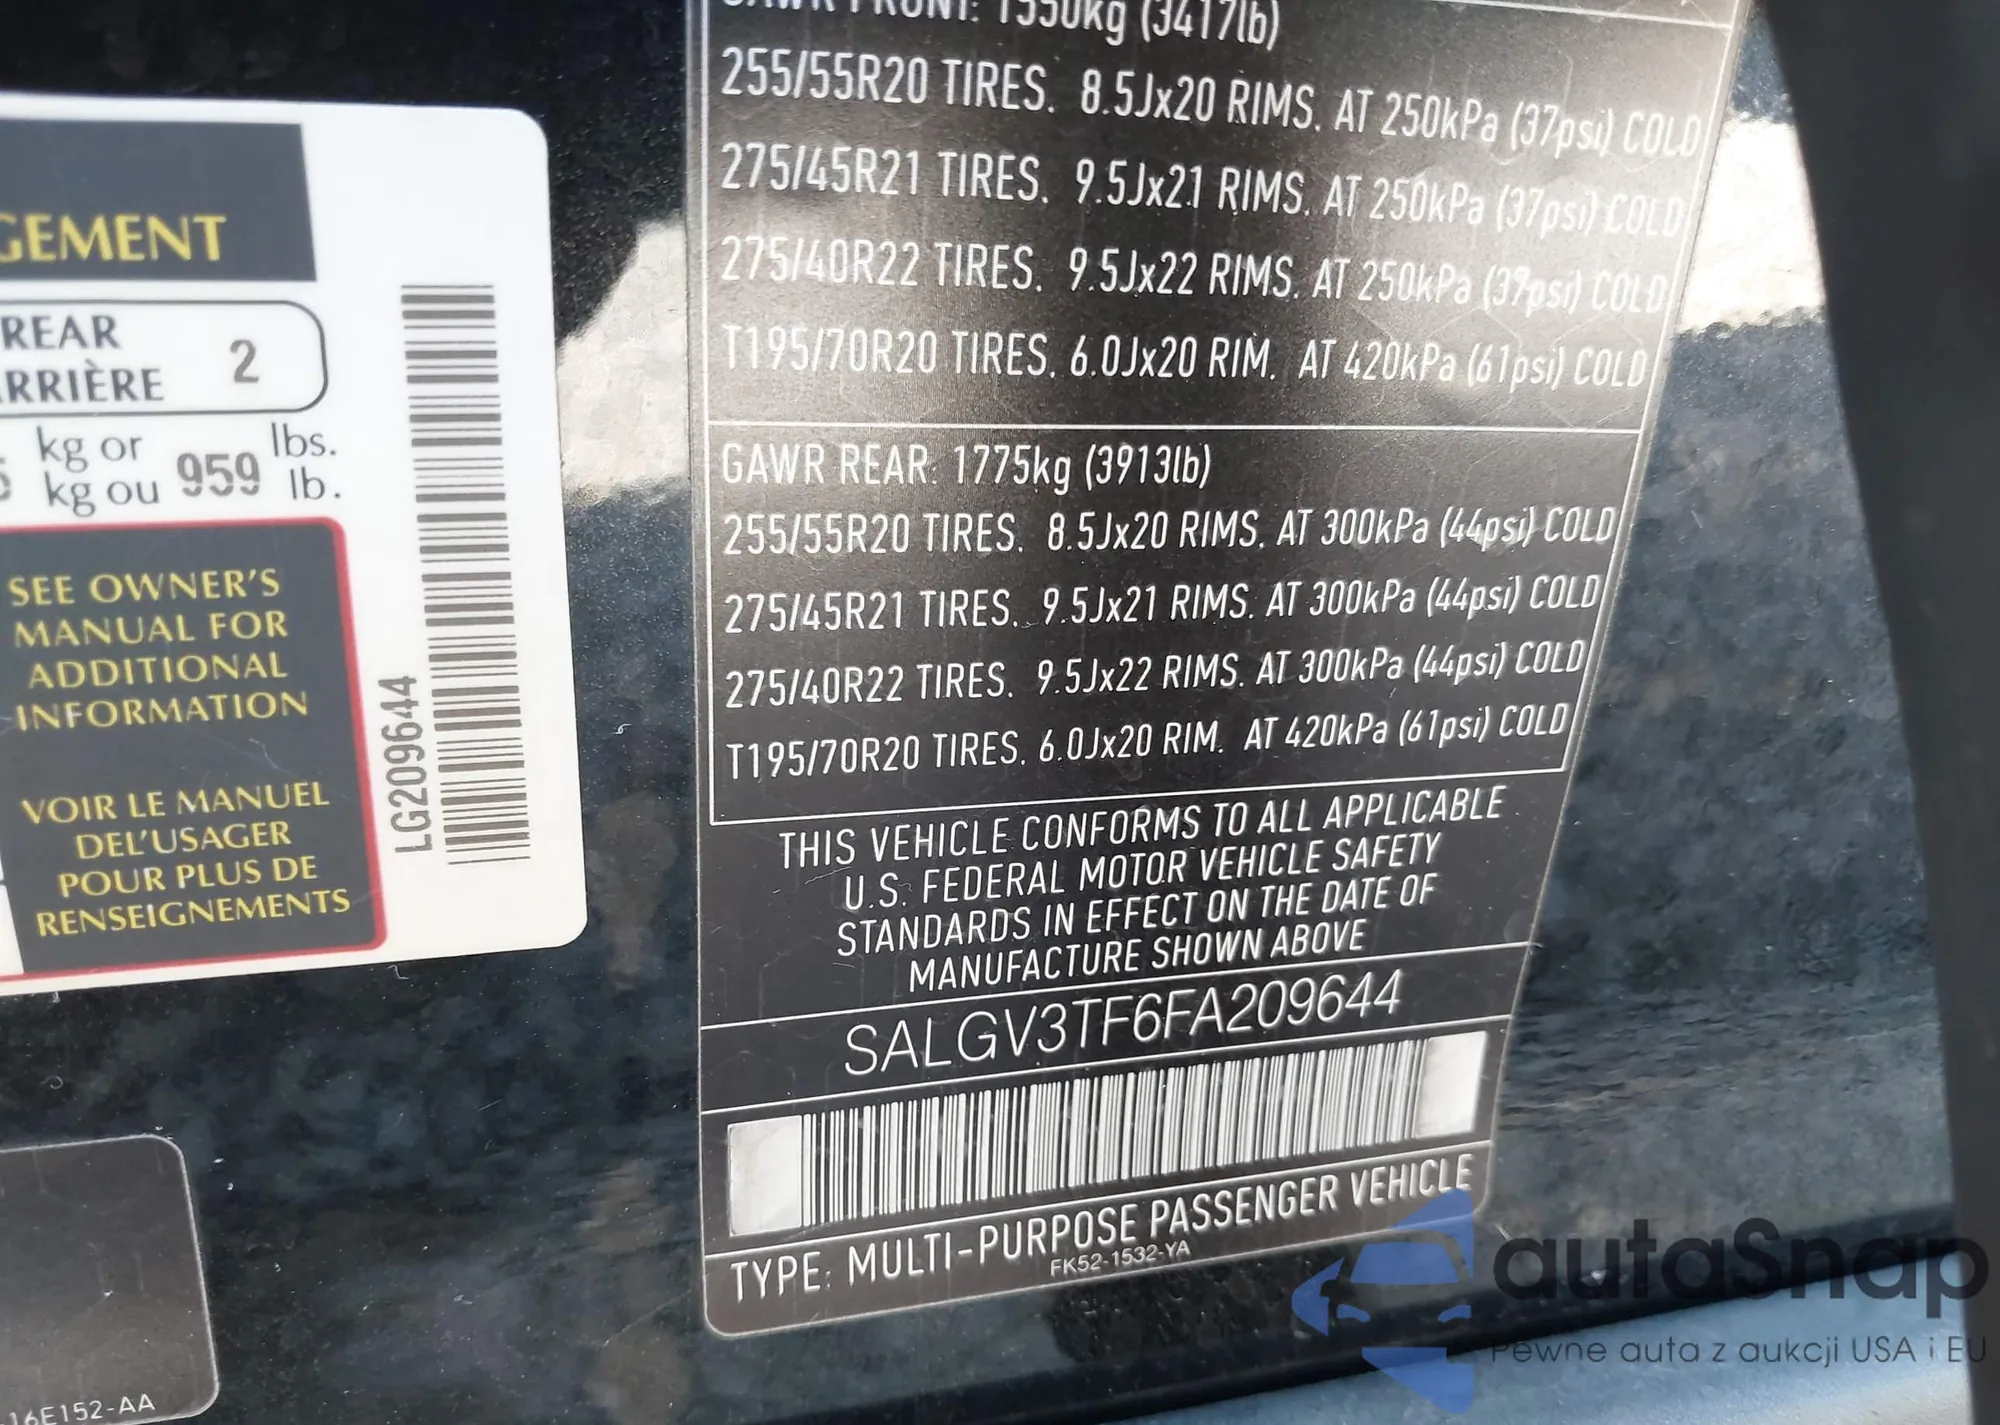 GEMENT
REAR
ARRIÈRE 2
kg or
kg ou 959 lbs.
lb.
SEE OWNER'S
MANUAL FOR
ADDITIONAL
INFORMATION
VOIR LE MANUEL
DEL'USAGER
POUR PLUS DE
RENSEIGNEMENTS
LG209644
16E152-AA
GAWR FRONT: 1550kg (3417lb)
255/55R20 TIRES. 8.5Jx20 RIMS. AT 250kPa (37psi) COLD
275/45R21 TIRES. 9.5Jx21 RIMS. AT 250kPa (37psi) COLD
275/40R22 TIRES. 9.5Jx22 RIMS. AT 250kPa (37psi) COLD
T195/70R20 TIRES. 6.0Jx20 RIM. AT 420kPa (61psi) COLD
GAWR REAR: 1775kg (3913lb)
255/55R20 TIRES. 8.5Jx20 RIMS. AT 300kPa (44psi) COLD
275/45R21 TIRES. 9.5Jx21 RIMS. AT 300kPa (44psi) COLD
275/40R22 TIRES. 9.5Jx22 RIMS. AT 300kPa (44psi) COLD
T195/70R20 TIRES. 6.0Jx20 RIM. AT 420kPa (61psi) COLD
THIS VEHICLE CONFORMS TO ALL APPLICABLE
U.S. FEDERAL MOTOR VEHICLE SAFETY
STANDARDS IN EFFECT ON THE DATE OF
MANUFACTURE SHOWN ABOVE
SALGV3TF6FA209644
TYPE: MULTI-PURPOSE PASSENGER VEHICLE
FK52-1532-YA
autaSnap
Pewne auta z aukcji USA i EU